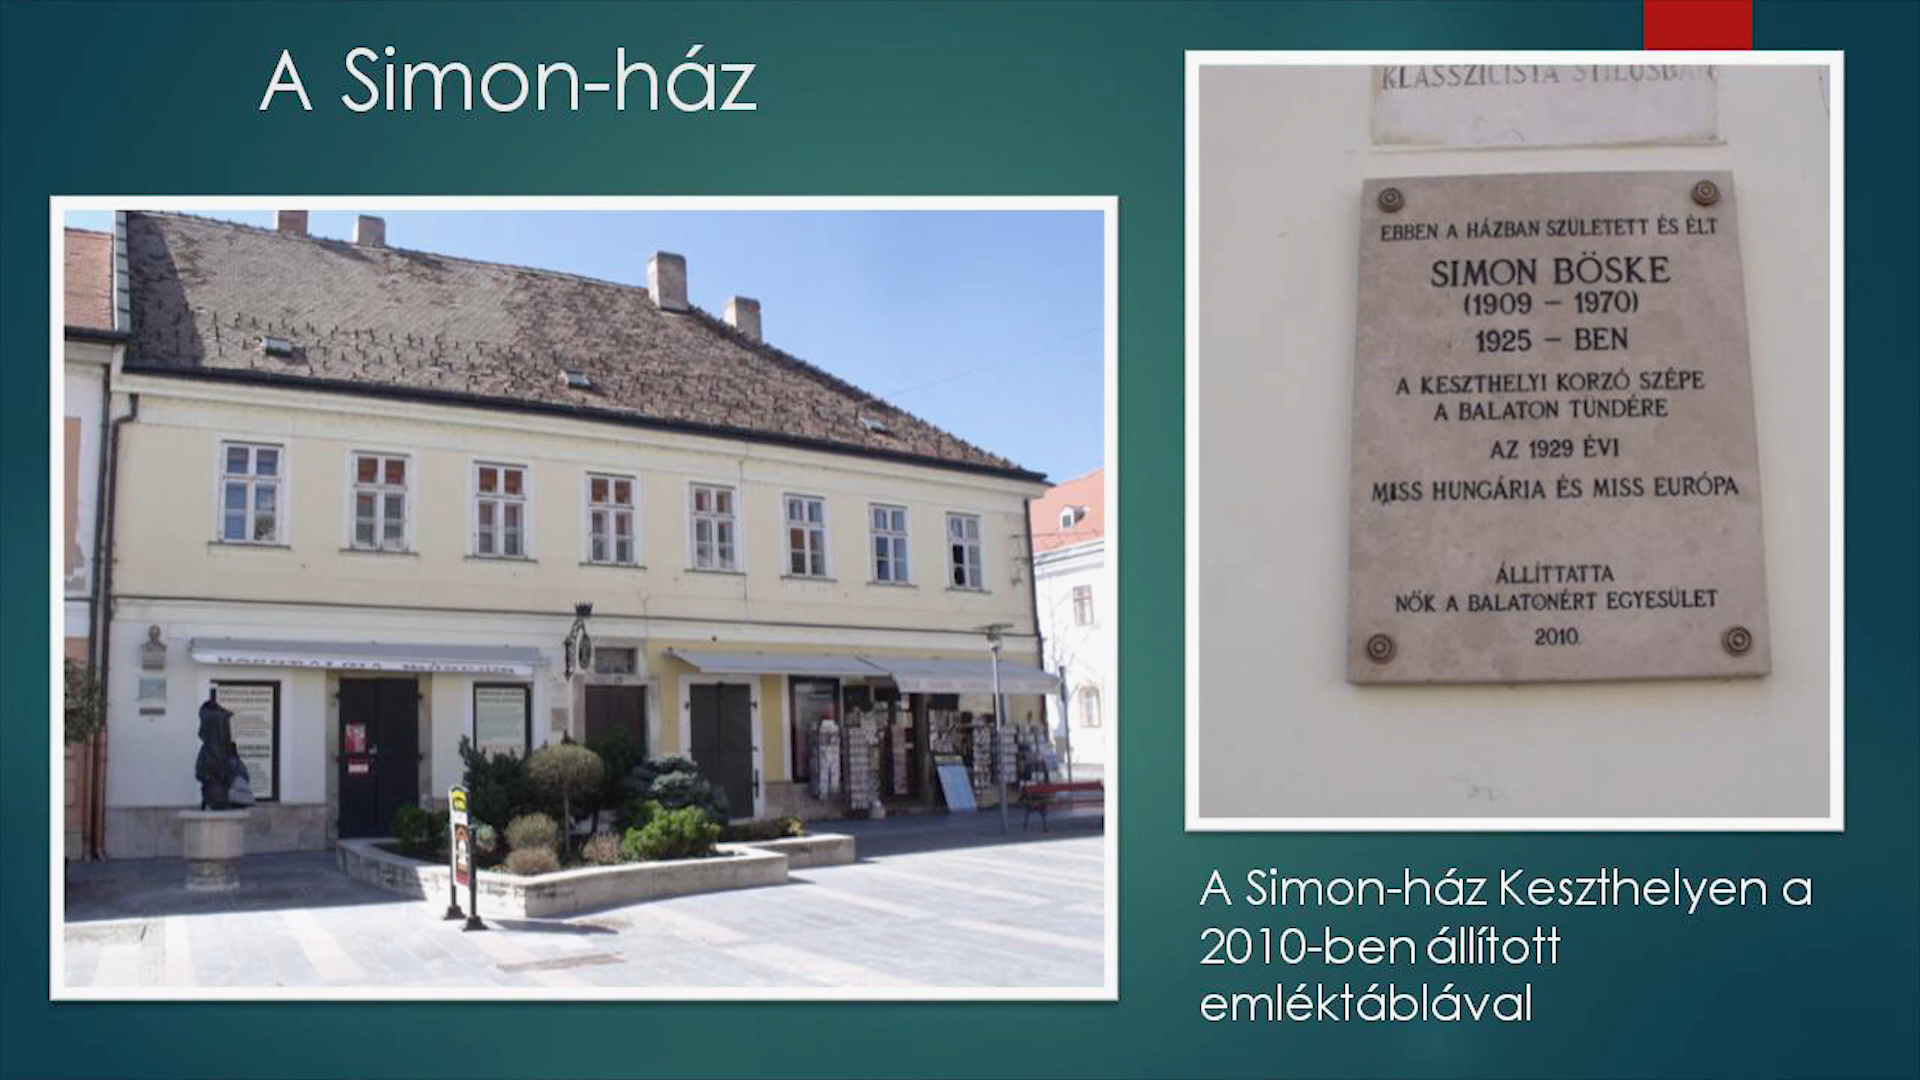 A Simon-ház
KLASSZICISTA STÍLUSBAN
EBBEN A HÁZBAN SZÜLETETT ÉS ÉLT
SIMON BÖSKE
(1909 – 1970)
1925 – BEN
A KESZTHELYI KORZÓ SZÉPE
A BALATON TÜNDÉRE
AZ 1929 ÉVI
MISS HUNGÁRIA ÉS MISS EURÓPA
ÁLLÍTTATTA
NŐK A BALATONÉRT EGYESÜLET
2010.
A Simon-ház Keszthelyen a
2010-ben állított
emléktáblával